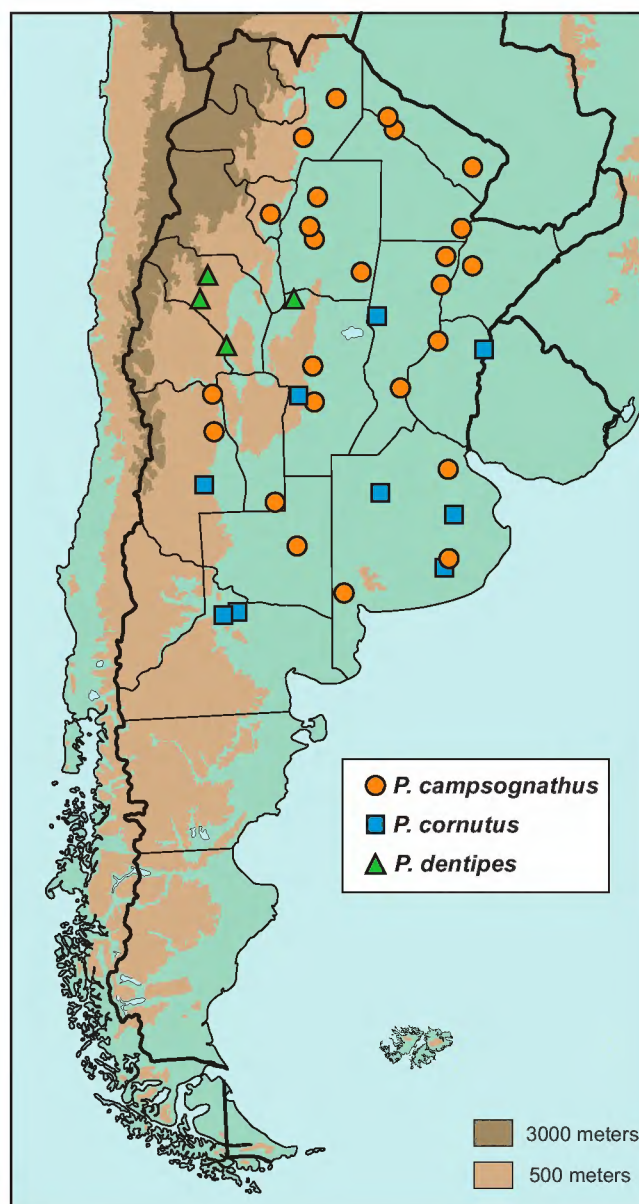 P. campsognathus
P. cornutus
P. dentipes
3000 meters
500 meters